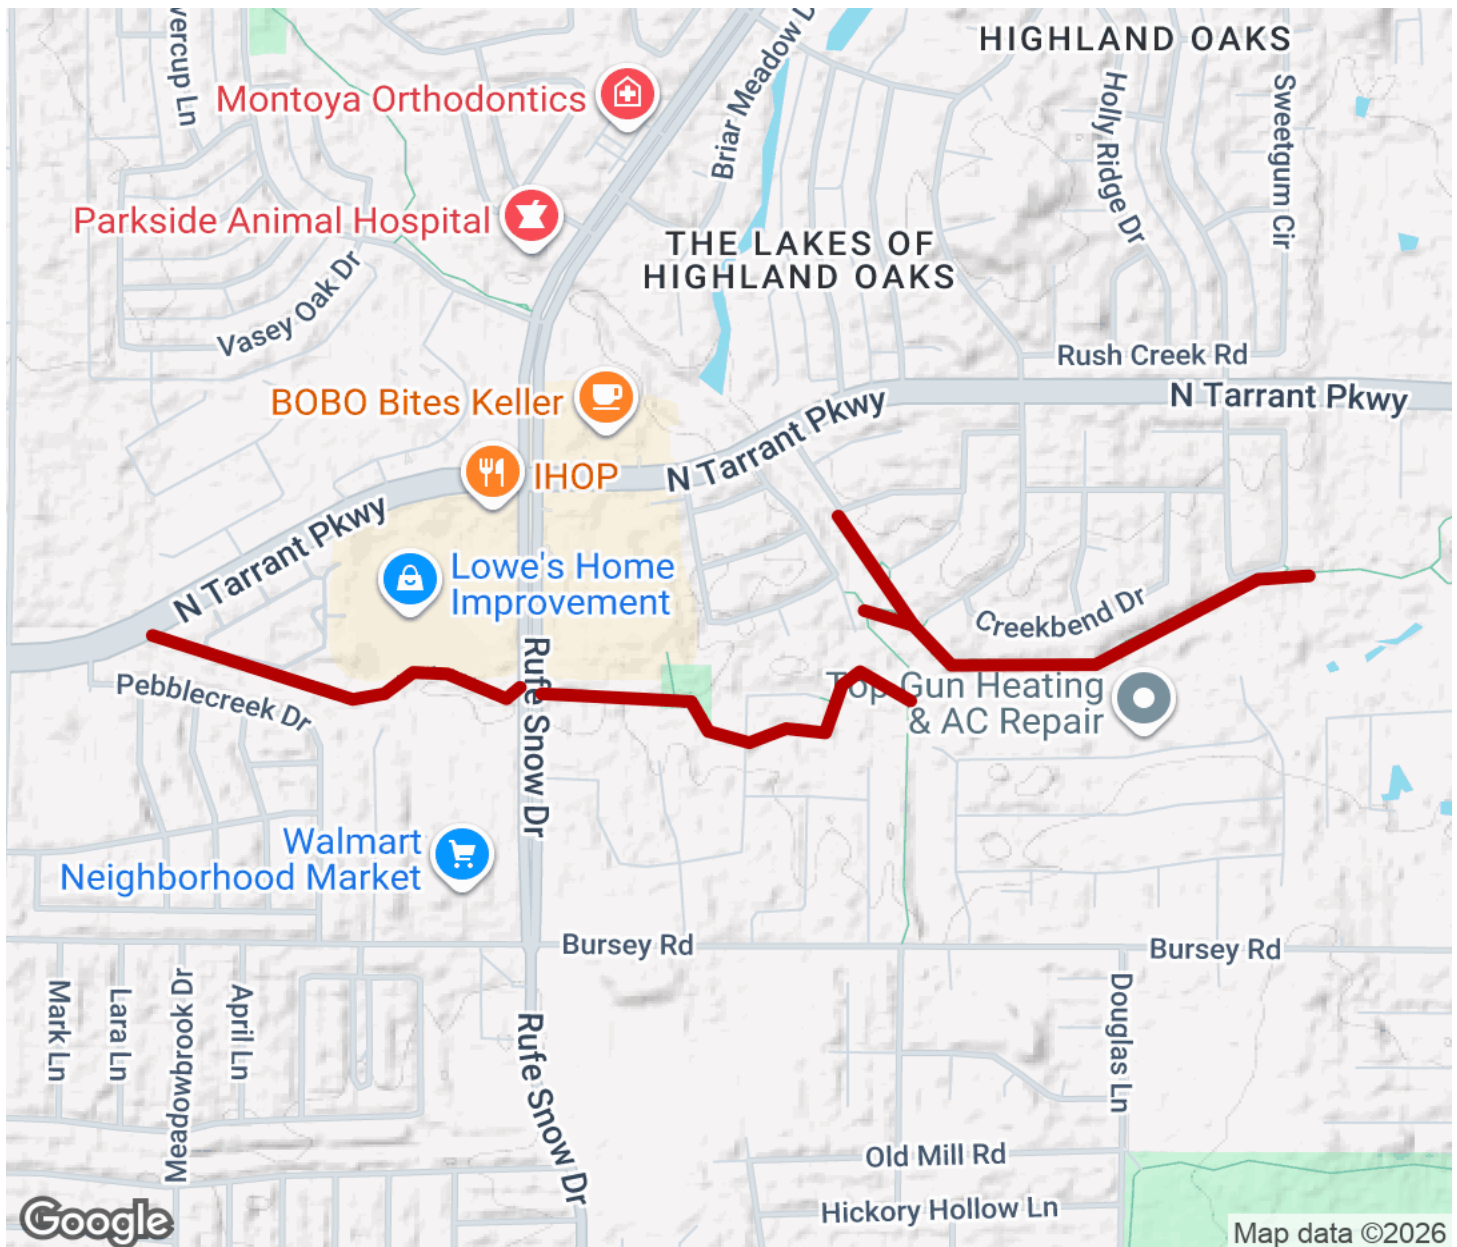 HIGHLAND OAKS
vercup Ln
Montoya Orthodontics
Briar Meadow D
Holly Ridge Dr
Sweetgum Cir
Parkside Animal Hospital
THE LAKES OF
HIGHLAND OAKS
Vasey Oak Dr
Rush Creek Rd
BOBO Bites Keller
N Tarrant Pkwy
N Tarrant Pkwy
IHOP
N Tarrant Pkwy
Lowe's Home
Improvement
Creekbend Dr
Rufe Snow Dr
Pebblecreek Dr
Top Gun Heating
& AC Repair
Walmart
Neighborhood Market
Bursey Rd
Bursey Rd
Mark Ln
Lara Ln
Meadowbrook Dr
April Ln
Rufe Snow Dr
Douglas Ln
Old Mill Rd
Hickory Hollow Ln
Google
Map data ©2026